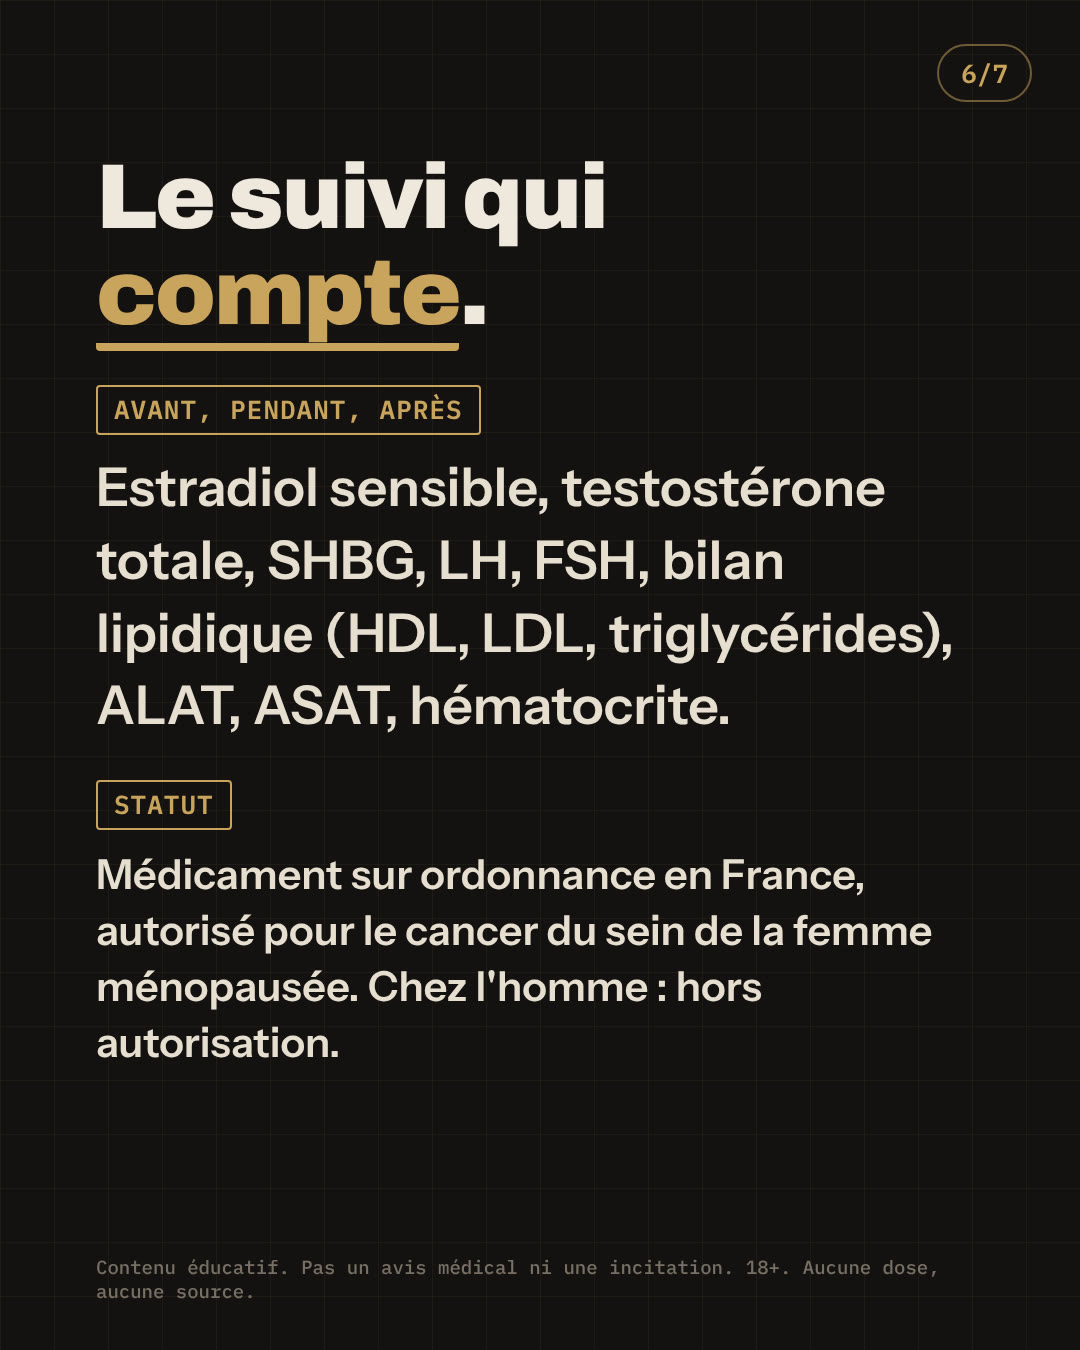 6/7
Le suivi qui
compte.
AVANT, PENDANT, APRÈS
Estradiol sensible, testostérone
totale, SHBG, LH, FSH, bilan
lipidique (HDL, LDL, triglycérides),
ALAT, ASAT, hématocrite.
STATUT
Médicament sur ordonnance en France,
autorisé pour le cancer du sein de la femme
ménopausée. Chez l'homme : hors
autorisation.
Contenu éducatif. Pas un avis médical ni une incitation. 18+. Aucune dose,
aucune source.